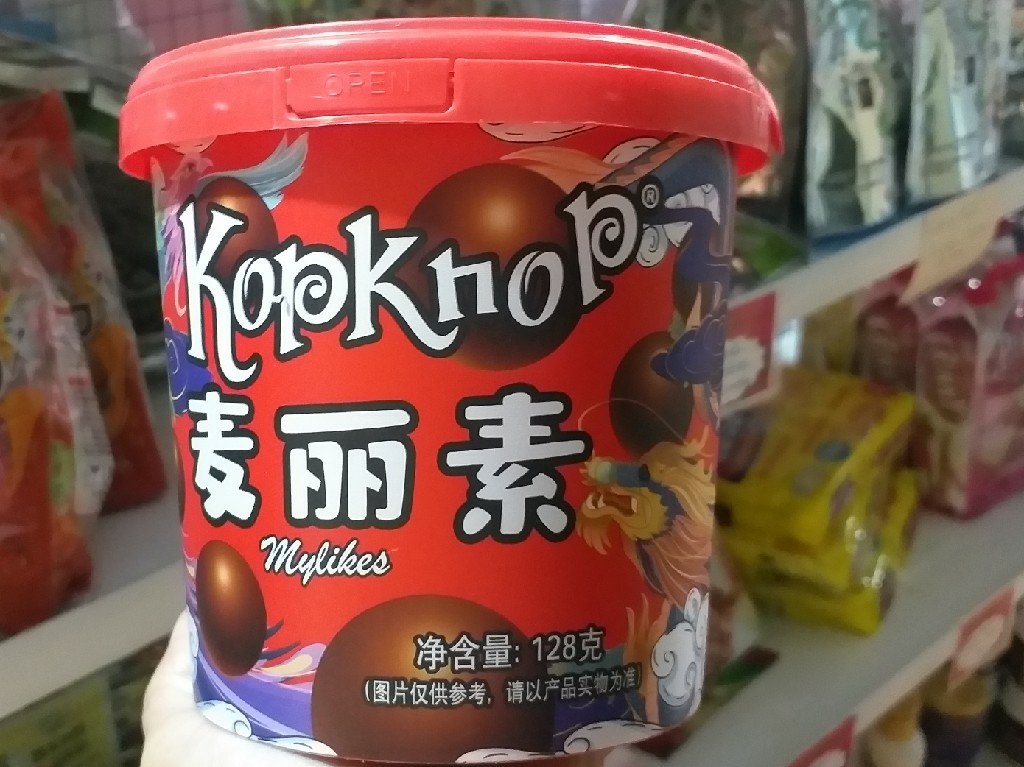 OPEN
KopKnop®
麦丽素
Mylikes
净含量: 128克
(图片仅供参考, 请以产品实物为准)